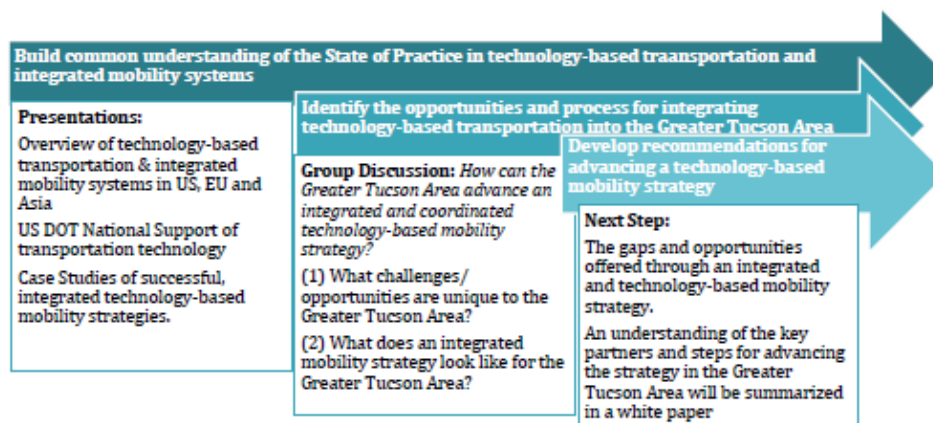 Build common understanding of the State of Practice in technology-based traansportation and
integrated mobility systems
Presentations:
Overview of technology-based
transportation & integrated
mobility systems in US, EU and
Asia
US DOT National Support of
transportation technology
Case Studies of successful,
integrated technology-based
mobility strategies.
Identify the opportunities and process for integrating
technology-based transportation into the Greater Tucson Area
Group Discussion: How can the
Greater Tucson Area advance an
integrated and coordinated
technology-based mobility
strategy?
(1) What challenges/
opportunities are unique to the
Greater Tucson Area?
(2) What does an integrated
mobility strategy look like for the
Greater Tucson Area?
Develop recommendations for
advancing a technology-based
mobility strategy
Next Step:
The gaps and opportunities
offered through an integrated
and technology-based mobility
strategy.
An understanding of the key
partners and steps for advancing
the strategy in the Greater
Tucson Area will be summarized
in a white paper